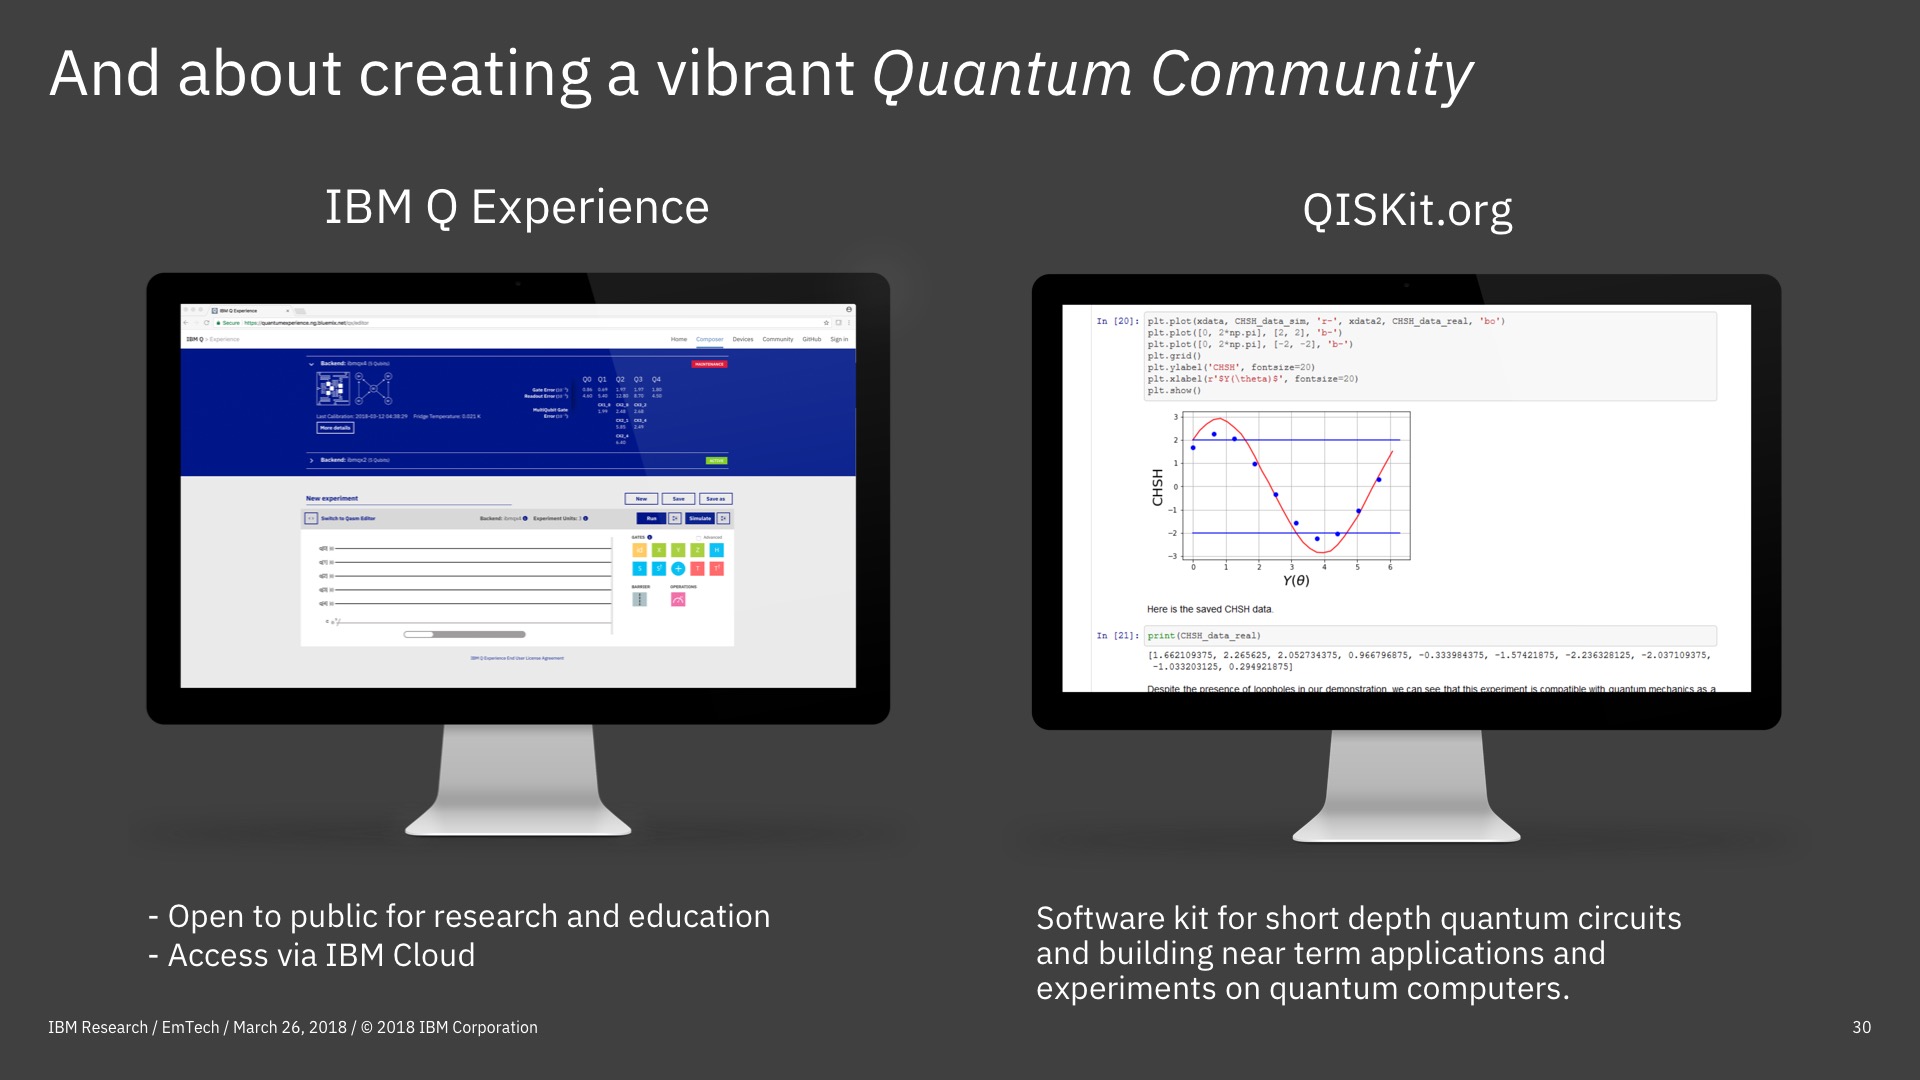 And about creating a vibrant Quantum Community
IBM Q Experience
IBM Q Experience
Secure https://quantumexperience.ng.bluemix.net/qx/editor
IBM Q > Experience
Home Composer Devices Community GitHub Sign in
Backend: ibmqx4 (5 Qubits)
MAINTENANCE
Q0 Q1 Q2 Q3 Q4
Last Calibration: 2018-03-12 04:38:29 Fridge Temperature: 0.021 K
More details
Backend: ibmqx2 (5 Qubits)
ACTIVE
New experiment
New Save Save as
Switch to Qasm Editor
Backend: ibmqx4 Experiment Units: 3
Run Simulate
GATES Advanced
BARRIER OPERATIONS
IBM Q Experience End User License Agreement
- Open to public for research and education
- Access via IBM Cloud
QISKit.org
In [20]: plt.plot(xdata, CHSH_data_sim, 'r-', xdata2, CHSH_data_real, 'bo')
plt.plot([0, 2*np.pi], [2, 2], 'b-')
plt.plot([0, 2*np.pi], [-2, -2], 'b-')
plt.grid()
plt.ylabel('CHSH', fontsize=20)
plt.xlabel(r'$Y(\theta)$', fontsize=20)
plt.show()
CHSH
3
2
1
0
−1
−2
−3
0 1 2 3 4 5 6
Y(θ)
Here is the saved CHSH data.
In [21]: print(CHSH_data_real)
[1.662109375, 2.265625, 2.052734375, 0.966796875, -0.333984375, -1.57421875, -2.236328125, -2.037109375,
-1.033203125, 0.294921875]
Despite the presence of loopholes in our demonstration, we can see that this experiment is compatible with quantum mechanics as a
Software kit for short depth quantum circuits
and building near term applications and
experiments on quantum computers.
IBM Research / EmTech / March 26, 2018 / © 2018 IBM Corporation
30